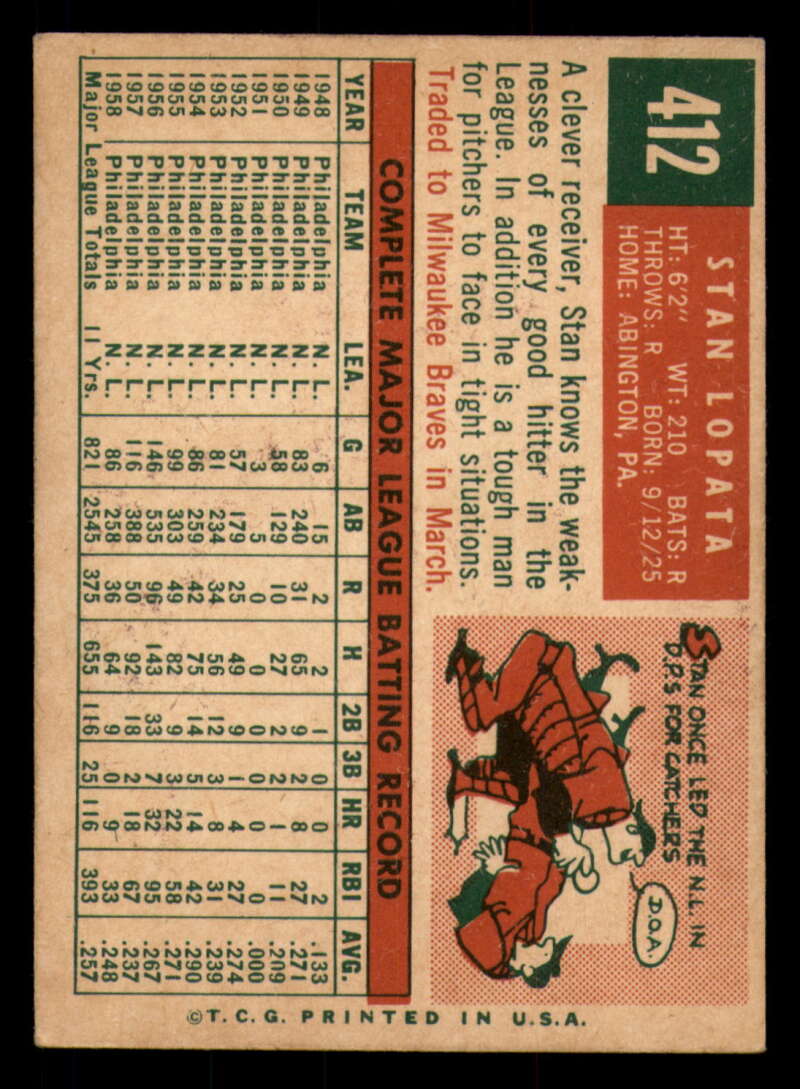 412
STAN LOPATA
HT: 6'2" WT: 210 BATS: R
THROWS: R BORN: 9/12/25
HOME: ABINGTON, PA.
A clever receiver, Stan knows the weak-
nesses of every good hitter in the
League. In addition he is a tough man
for pitchers to face in tight situations.
Traded to Milwaukee Braves in March.
STAN ONCE LED THE N.L. IN
D.P.'S FOR CATCHERS
D.O.A.
COMPLETE MAJOR LEAGUE BATTING RECORD
YEAR TEAM LEA. G AB R H 2B 3B HR RBI AVG.
1948 Philadelphia N. L. 6 15 2 2 1 0 0 2 .133
1949 Philadelphia N. L. 83 240 31 65 9 2 8 27 .271
1950 Philadelphia N. L. 58 129 10 27 2 2 1 11 .209
1951 Philadelphia N. L. 3 5 0 0 0 0 0 0 .000
1952 Philadelphia N. L. 57 179 25 49 9 1 4 27 .274
1953 Philadelphia N. L. 81 234 34 56 12 3 8 31 .239
1954 Philadelphia N. L. 86 259 42 75 14 5 14 42 .290
1955 Philadelphia N. L. 99 303 49 82 9 3 22 58 .271
1956 Philadelphia N. L. 146 535 96 143 33 7 32 95 .267
1957 Philadelphia N. L. 116 388 50 92 18 2 18 67 .237
1958 Philadelphia N. L. 86 258 36 64 9 0 9 33 .248
Major League Totals 11 Yrs. 821 2545 375 655 116 25 116 393 .257
© T.C.G. PRINTED IN U.S.A.